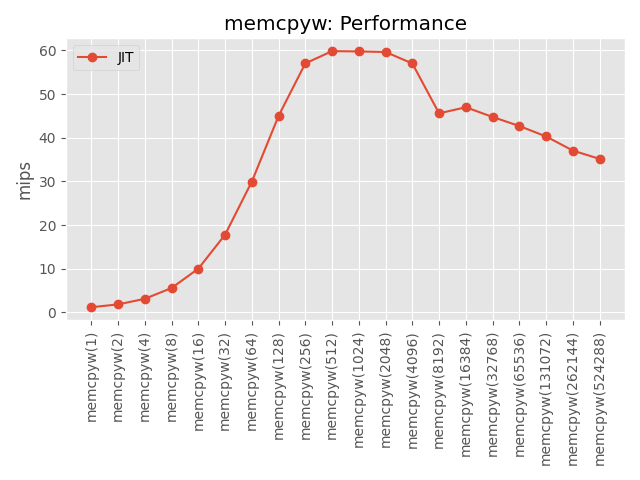 memcpyw: Performance
JIT
mips
60
50
40
30
20
10
0
memcpyw(1)
memcpyw(2)
memcpyw(4)
memcpyw(8)
memcpyw(16)
memcpyw(32)
memcpyw(64)
memcpyw(128)
memcpyw(256)
memcpyw(512)
memcpyw(1024)
memcpyw(2048)
memcpyw(4096)
memcpyw(8192)
memcpyw(16384)
memcpyw(32768)
memcpyw(65536)
memcpyw(131072)
memcpyw(262144)
memcpyw(524288)